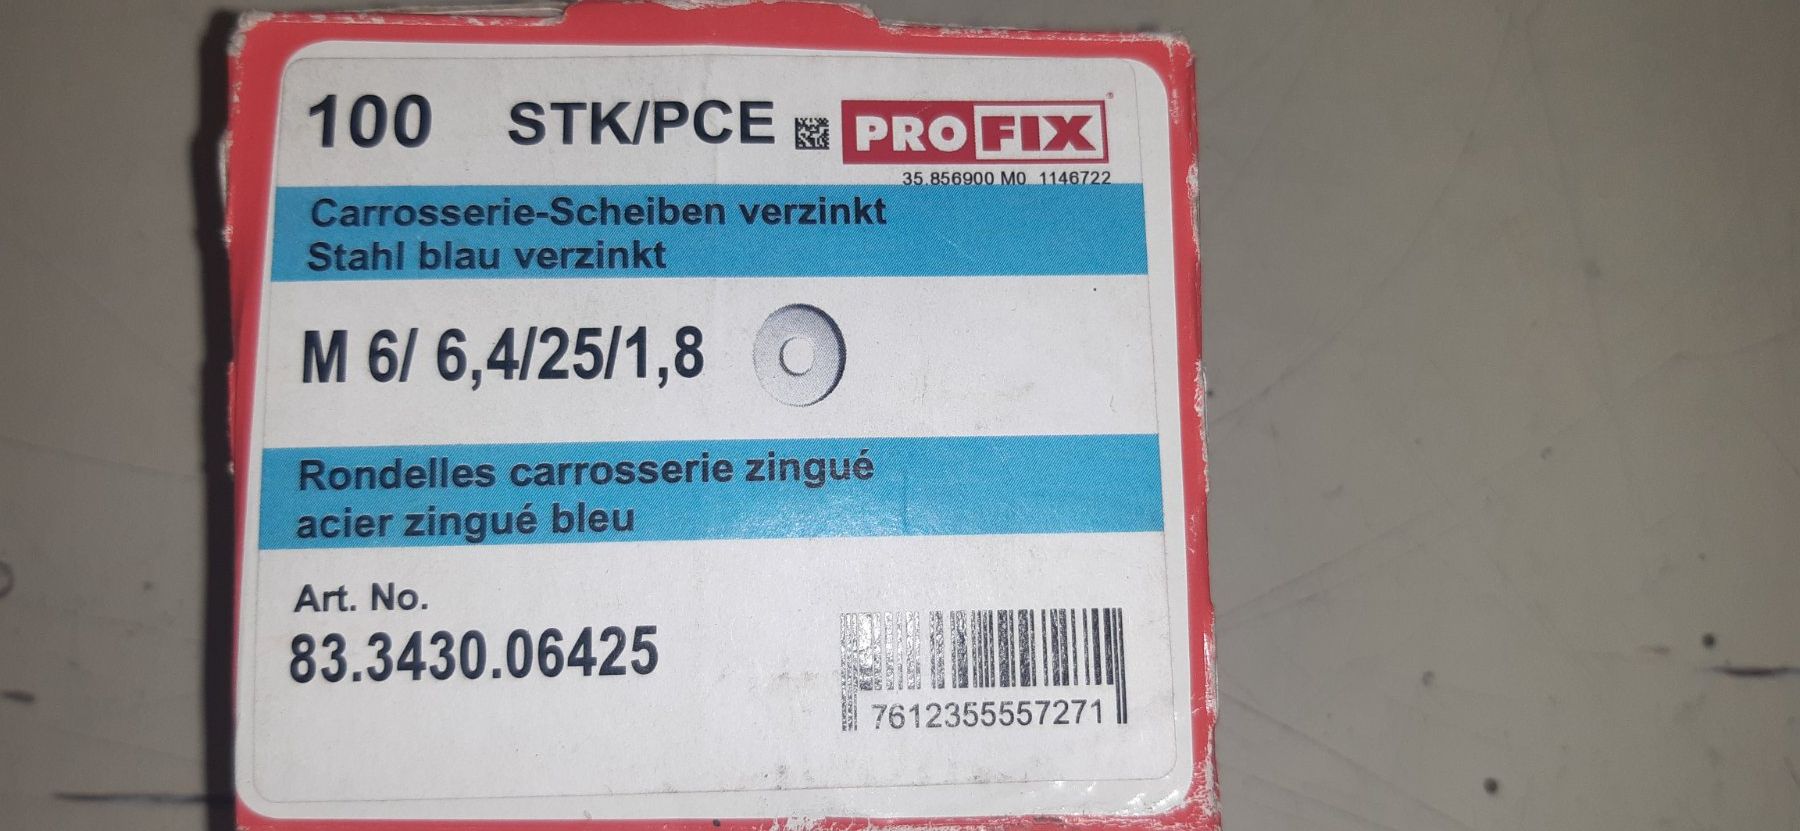 100 STK/PCE PROFIX
35.856900 M0 1146722
Carrosserie-Scheiben verzinkt
Stahl blau verzinkt
M 6/ 6,4/25/1,8
Rondelles carrosserie zingué
acier zingué bleu
Art. No.
83.3430.06425
7612355557271